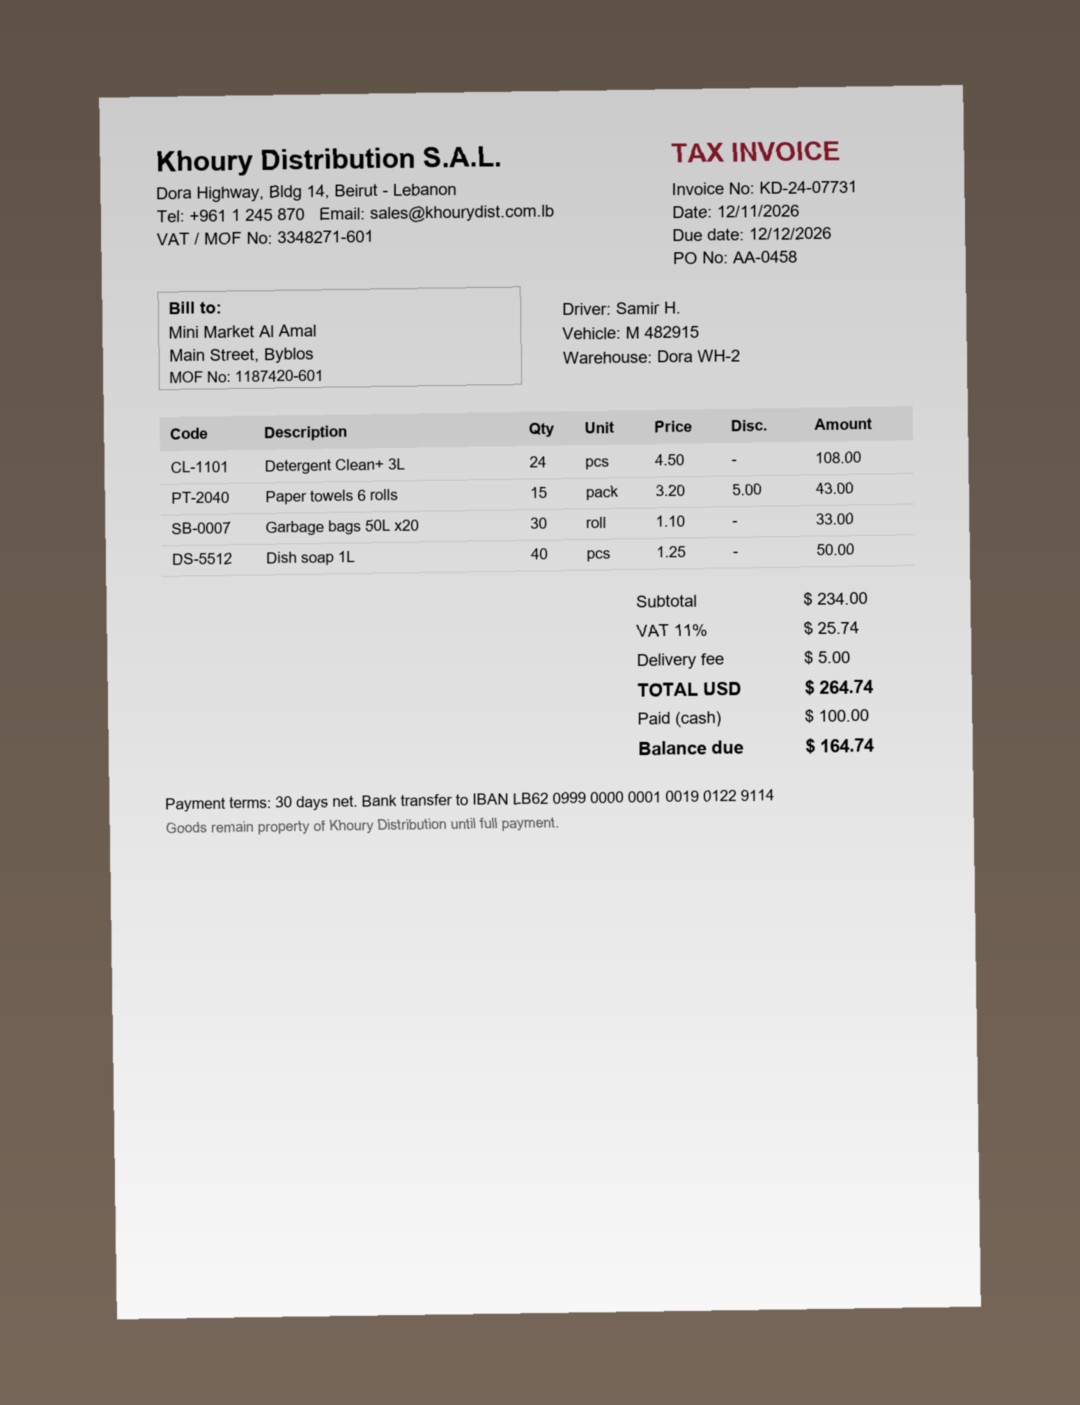 Khoury Distribution S.A.L.
Dora Highway, Bldg 14, Beirut - Lebanon
Tel: +961 1 245 870 Email: sales@khourydist.com.lb
VAT / MOF No: 3348271-601
TAX INVOICE
Invoice No: KD-24-07731
Date: 12/11/2026
Due date: 12/12/2026
PO No: AA-0458
Bill to:
Mini Market Al Amal
Main Street, Byblos
MOF No: 1187420-601
Driver: Samir H.
Vehicle: M 482915
Warehouse: Dora WH-2
Code Description Qty Unit Price Disc. Amount
CL-1101 Detergent Clean+ 3L 24 pcs 4.50 - 108.00
PT-2040 Paper towels 6 rolls 15 pack 3.20 5.00 43.00
SB-0007 Garbage bags 50L x20 30 roll 1.10 - 33.00
DS-5512 Dish soap 1L 40 pcs 1.25 - 50.00
Subtotal $ 234.00
VAT 11% $ 25.74
Delivery fee $ 5.00
TOTAL USD $ 264.74
Paid (cash) $ 100.00
Balance due $ 164.74
Payment terms: 30 days net. Bank transfer to IBAN LB62 0999 0000 0001 0019 0122 9114
Goods remain property of Khoury Distribution until full payment.